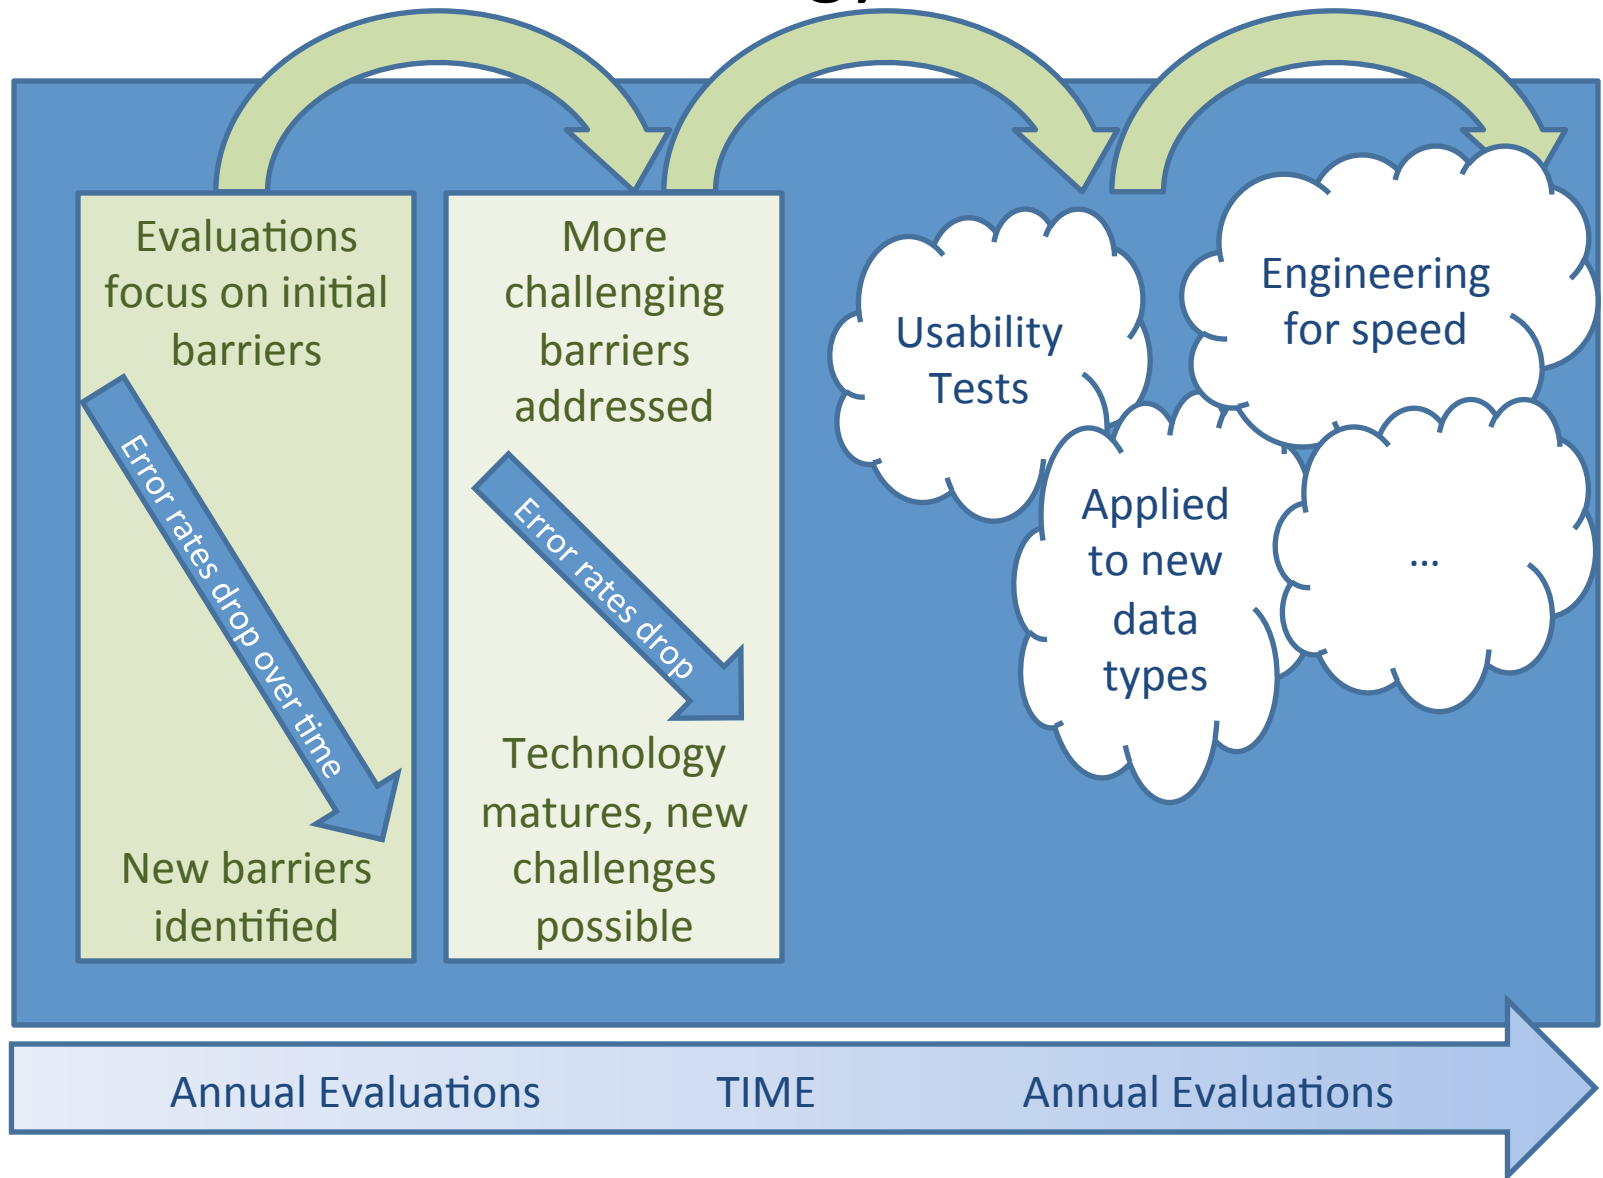 Evaluations
focus on initial
barriers
Error rates drop over time
New barriers
identified
More
challenging
barriers
addressed
Error rates drop
Technology
matures, new
challenges
possible
Usability
Tests
Engineering
for speed
Applied
to new
data
types
...
Annual Evaluations TIME Annual Evaluations